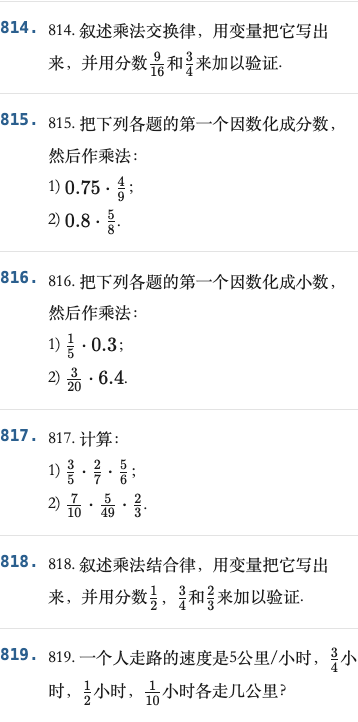 814. 814. 叙述乘法交换律，用变量把它写出
来，并用分数9/16和3/4来加以验证.
815. 815. 把下列各题的第一个因数化成分数，
然后作乘法：
1) 0.75 · 4/9；
2) 0.8 · 5/8.
816. 816. 把下列各题的第一个因数化成小数，
然后作乘法：
1) 1/5 · 0.3；
2) 3/20 · 6.4.
817. 817. 计算：
1) 3/5 · 2/7 · 5/6；
2) 7/10 · 5/49 · 2/3.
818. 818. 叙述乘法结合律，用变量把它写出
来，并用分数1/2，3/4和2/3来加以验证.
819. 819. 一个人走路的速度是5公里/小时，3/4小
时，1/2小时，1/10小时各走几公里?